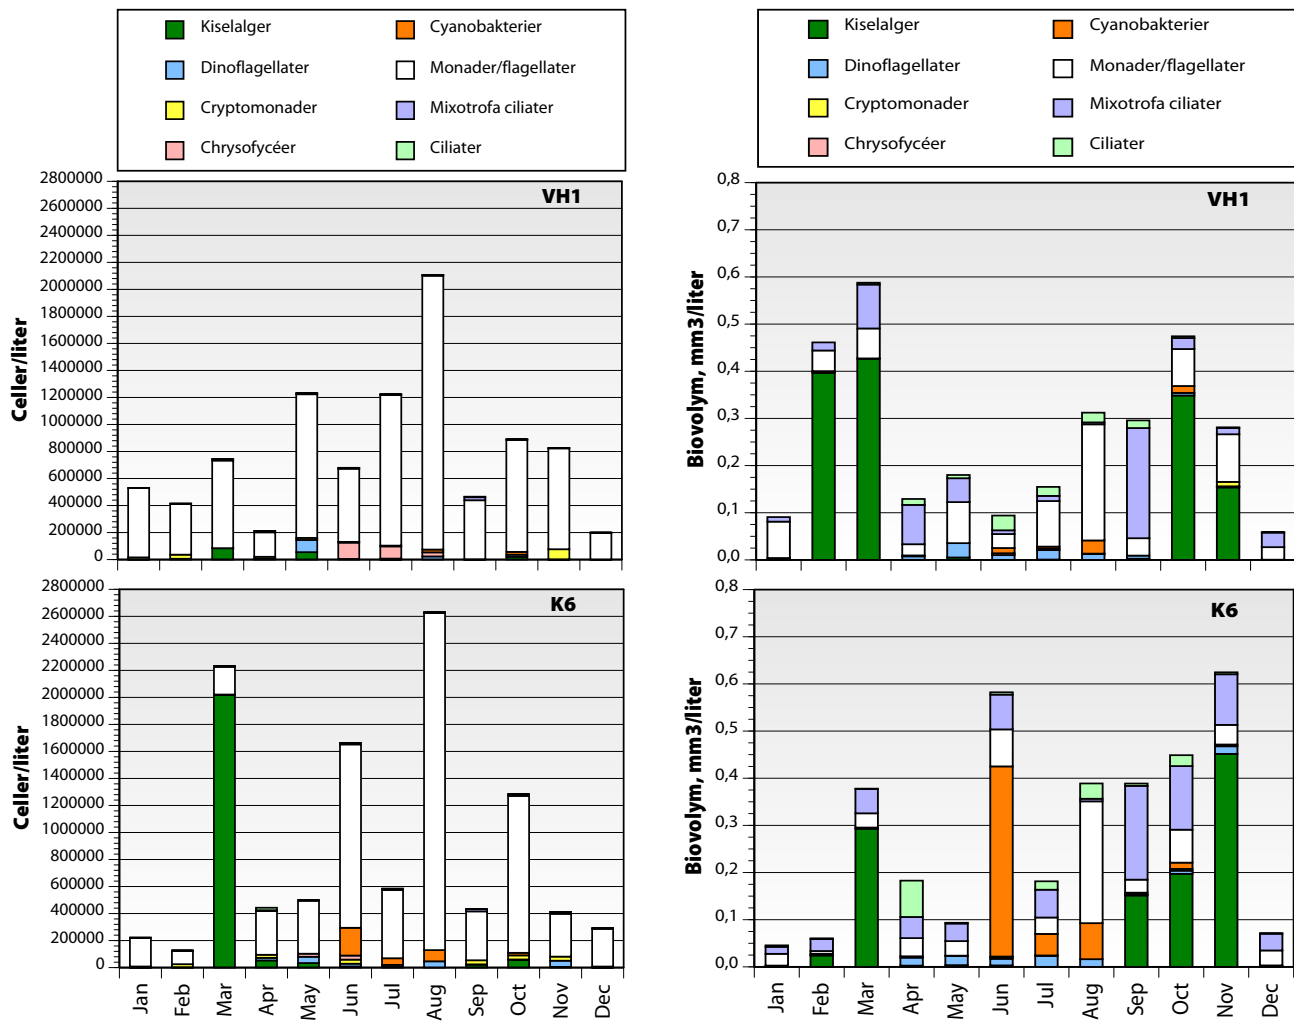 Kiselalger
Cyanobakterier
Dinoflagellater
Monader/flagellater
Cryptomonader
Mixotrofa ciliater
Chrysofycéer
Ciliater
Kiselalger
Cyanobakterier
Dinoflagellater
Monader/flagellater
Cryptomonader
Mixotrofa ciliater
Chrysofycéer
Ciliater
VH1
Celler/liter
2800000
2600000
2400000
2200000
2000000
1800000
1600000
1400000
1200000
1000000
800000
600000
400000
200000
0
VH1
Biovolym, mm3/liter
0,8
0,7
0,6
0,5
0,4
0,3
0,2
0,1
0,0
K6
Celler/liter
2800000
2600000
2400000
2200000
2000000
1800000
1600000
1400000
1200000
1000000
800000
600000
400000
200000
0
Jan
Feb
Mar
Apr
May
Jun
Jul
Aug
Sep
Oct
Nov
Dec
K6
Biovolym, mm3/liter
0,8
0,7
0,6
0,5
0,4
0,3
0,2
0,1
0,0
Jan
Feb
Mar
Apr
May
Jun
Jul
Aug
Sep
Oct
Nov
Dec